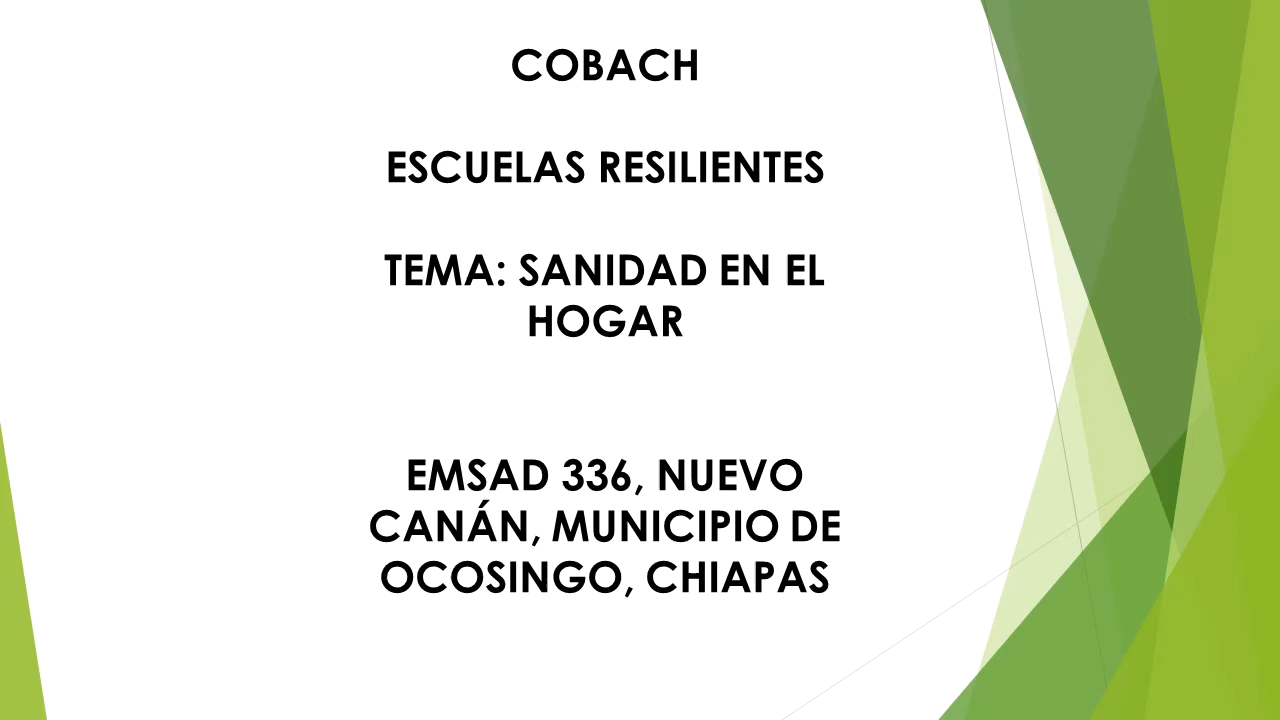 COBACH
ESCUELAS RESILIENTES
TEMA: SANIDAD EN EL
HOGAR
EMSAD 336, NUEVO
CANÁN, MUNICIPIO DE
OCOSINGO, CHIAPAS